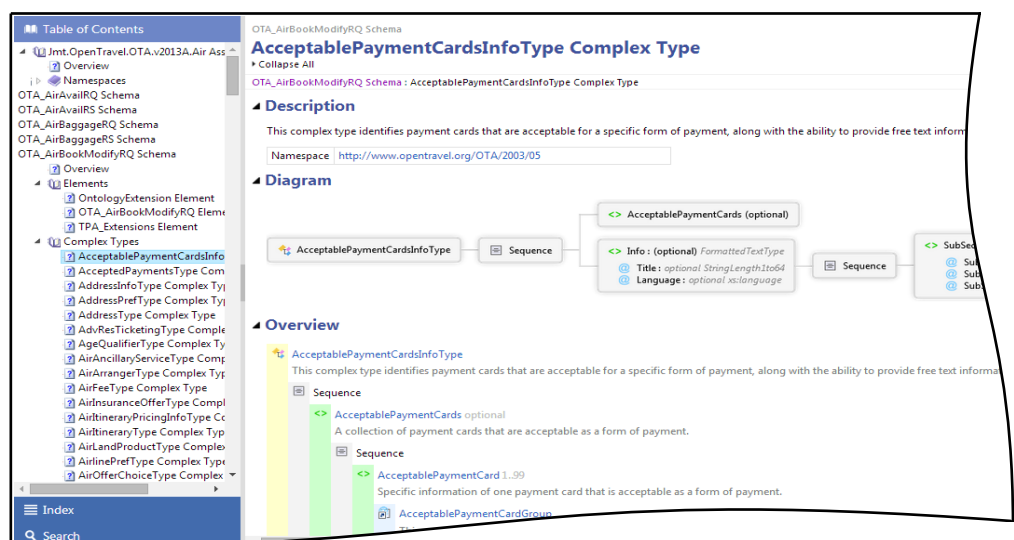 Table of Contents
Jmt.OpenTravel.OTA.v2013A.Air Ass
Overview
Namespaces
OTA_AirAvailRQ Schema
OTA_AirAvailRS Schema
OTA_AirBaggageRQ Schema
OTA_AirBaggageRS Schema
OTA_AirBookModifyRQ Schema
Overview
Elements
OntologyExtension Element
OTA_AirBookModifyRQ Eleme
TPA_Extensions Element
Complex Types
AcceptablePaymentCardsInfo
AcceptedPaymentsType Com
AddressInfoType Complex Typ
AddressPrefType Complex Typ
AddressType Complex Type
AdvResTicketingType Comple
AgeQualifierType Complex Ty
AirAncillaryServiceType Comp
AirArrangerType Complex Typ
AirFeeType Complex Type
AirInsuranceOfferType Compl
AirItineraryPricingInfoType Co
AirItineraryType Complex Typ
AirLandProductType Complex
AirlinePrefType Complex Type
AirOfferChoiceType Complex
Index
Search
OTA_AirBookModifyRQ Schema
AcceptablePaymentCardsInfoType Complex Type
Collapse All
OTA_AirBookModifyRQ Schema : AcceptablePaymentCardsInfoType Complex Type
Description
This complex type identifies payment cards that are acceptable for a specific form of payment, along with the ability to provide free text inform
Namespace http://www.opentravel.org/OTA/2003/05
Diagram
AcceptablePaymentCardsInfoType
Sequence
<> AcceptablePaymentCards (optional)
<> Info : (optional) FormattedTextType
@ Title : optional StringLength1to64
@ Language : optional xs:language
Sequence
<> SubSec
@ Sub
@ Sub
@ Sub
Overview
AcceptablePaymentCardsInfoType
This complex type identifies payment cards that are acceptable for a specific form of payment, along with the ability to provide free text informa
Sequence
<> AcceptablePaymentCards optional
A collection of payment cards that are acceptable as a form of payment.
Sequence
<> AcceptablePaymentCard 1..99
Specific information of one payment card that is acceptable as a form of payment.
AcceptablePaymentCardGroup